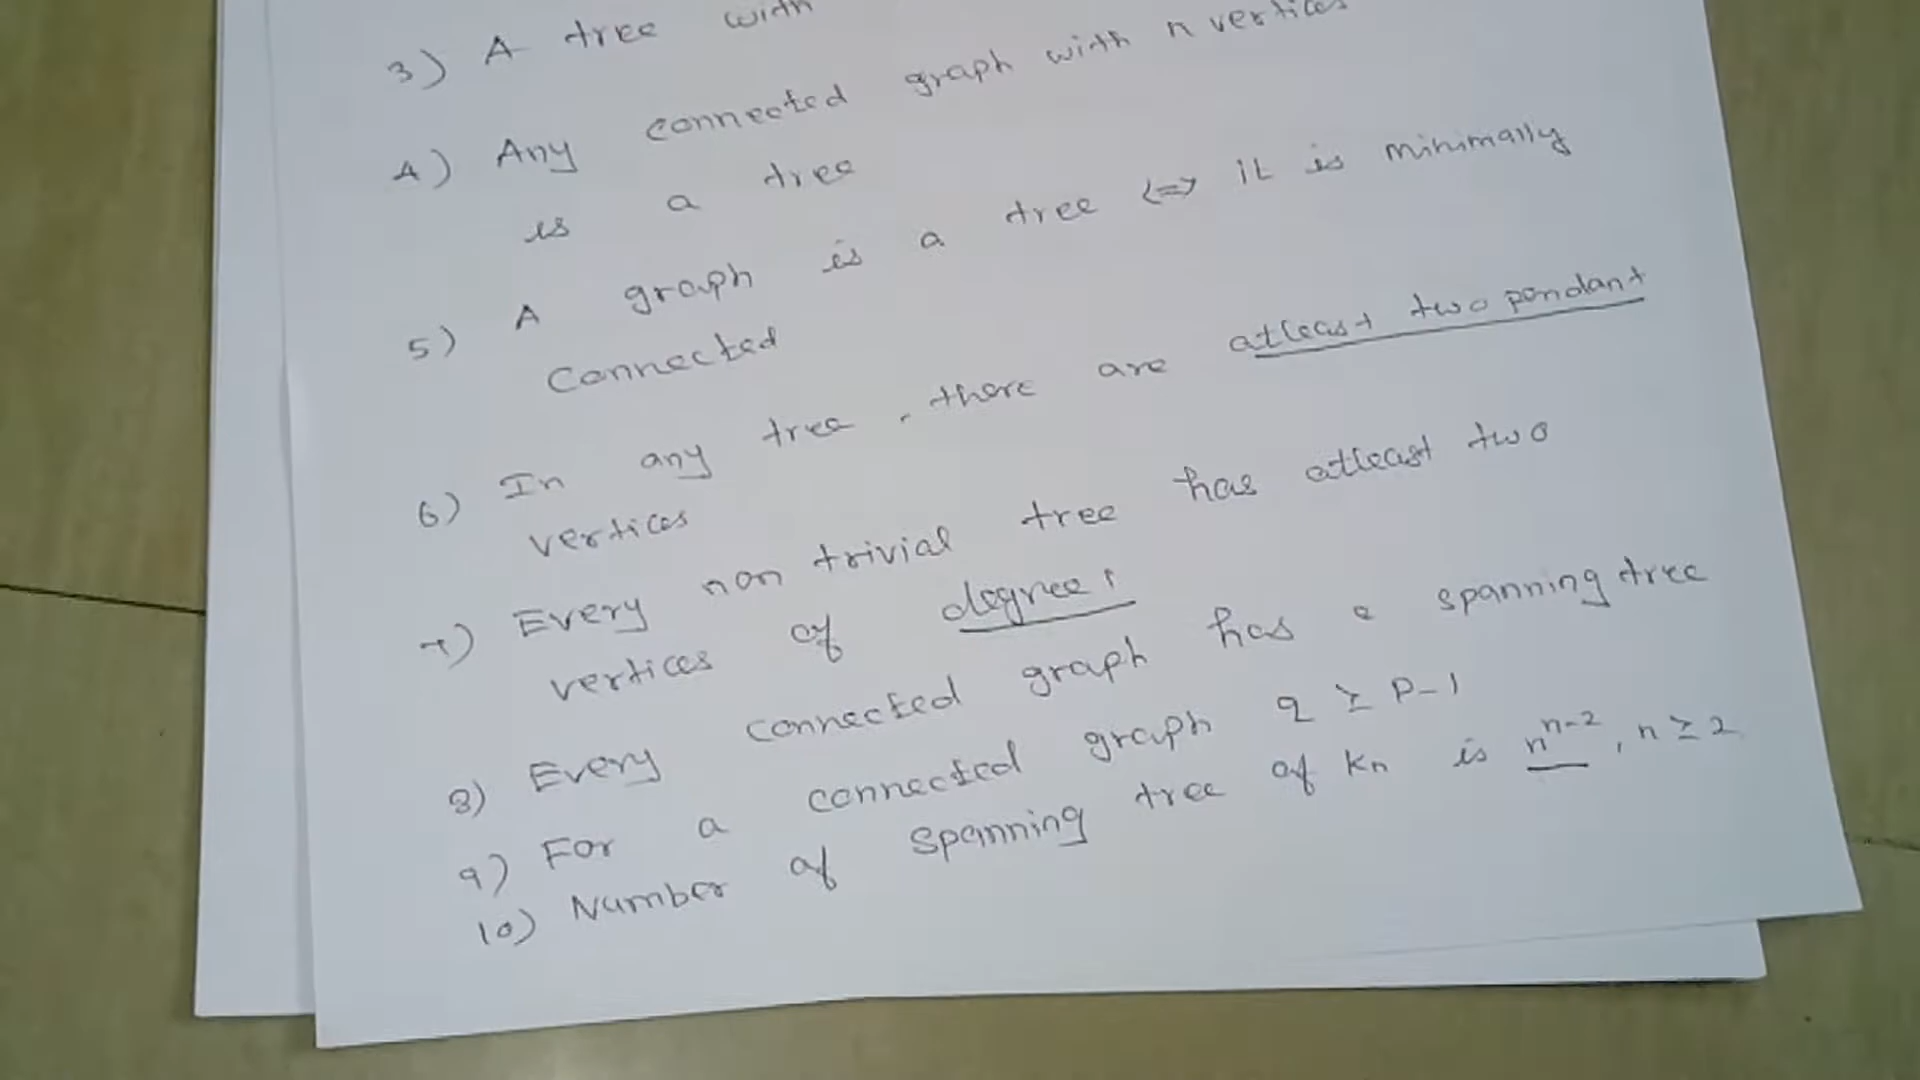 3) A tree with
4) Any connected graph with n vertices
is a tree
5) A graph is a tree <=> it is minimally
connected
6) In any tree, there are atleast two pendant
vertices
7) Every non trivial tree has atleast two
vertices of degree 1
8) Every connected graph has a spanning tree
9) For a connected graph q ≥ p-1
10) Number of spanning tree of Kn is n^{n-2}, n ≥ 2